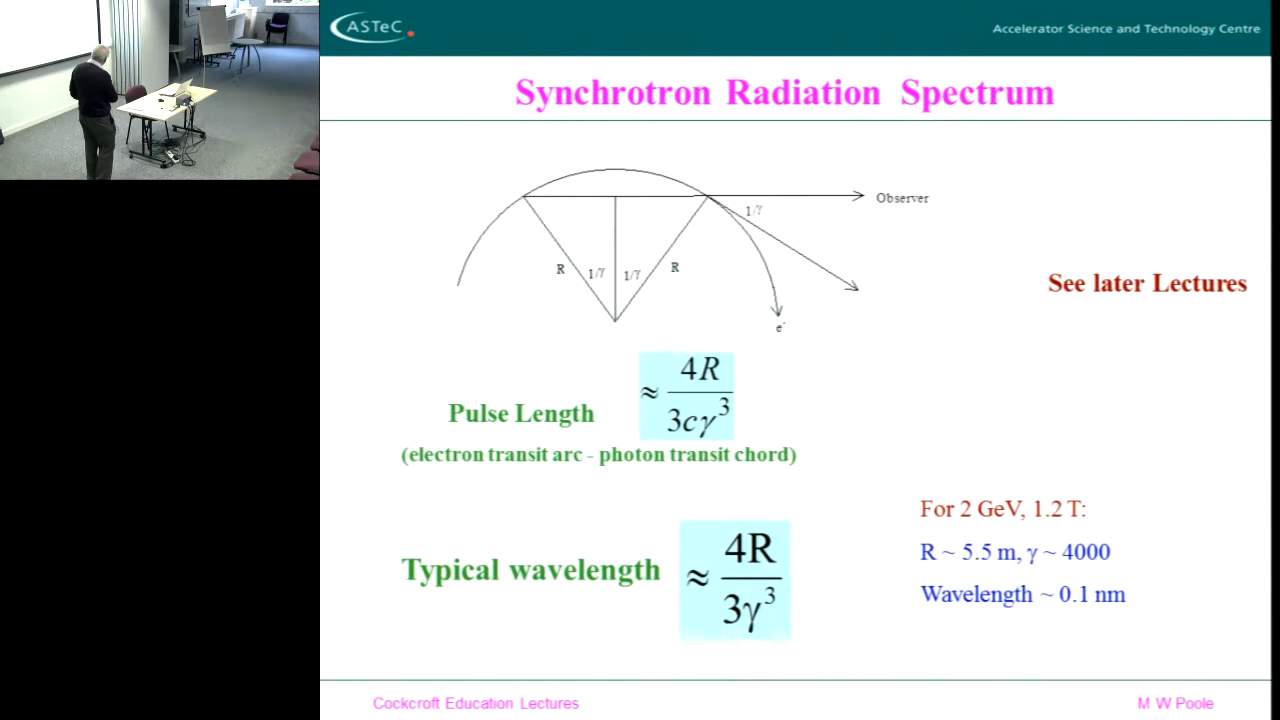 ASTeC
Accelerator Science and Technology Centre
Synchrotron Radiation Spectrum
Observer
1/γ
R
1/γ
1/γ
R
See later Lectures
e⁻
Pulse Length ≈ 4R / 3cγ³
(electron transit arc - photon transit chord)
For 2 GeV, 1.2 T:
R ~ 5.5 m, γ ~ 4000
Wavelength ~ 0.1 nm
Typical wavelength ≈ 4R / 3γ³
Cockcroft Education Lectures
M W Poole